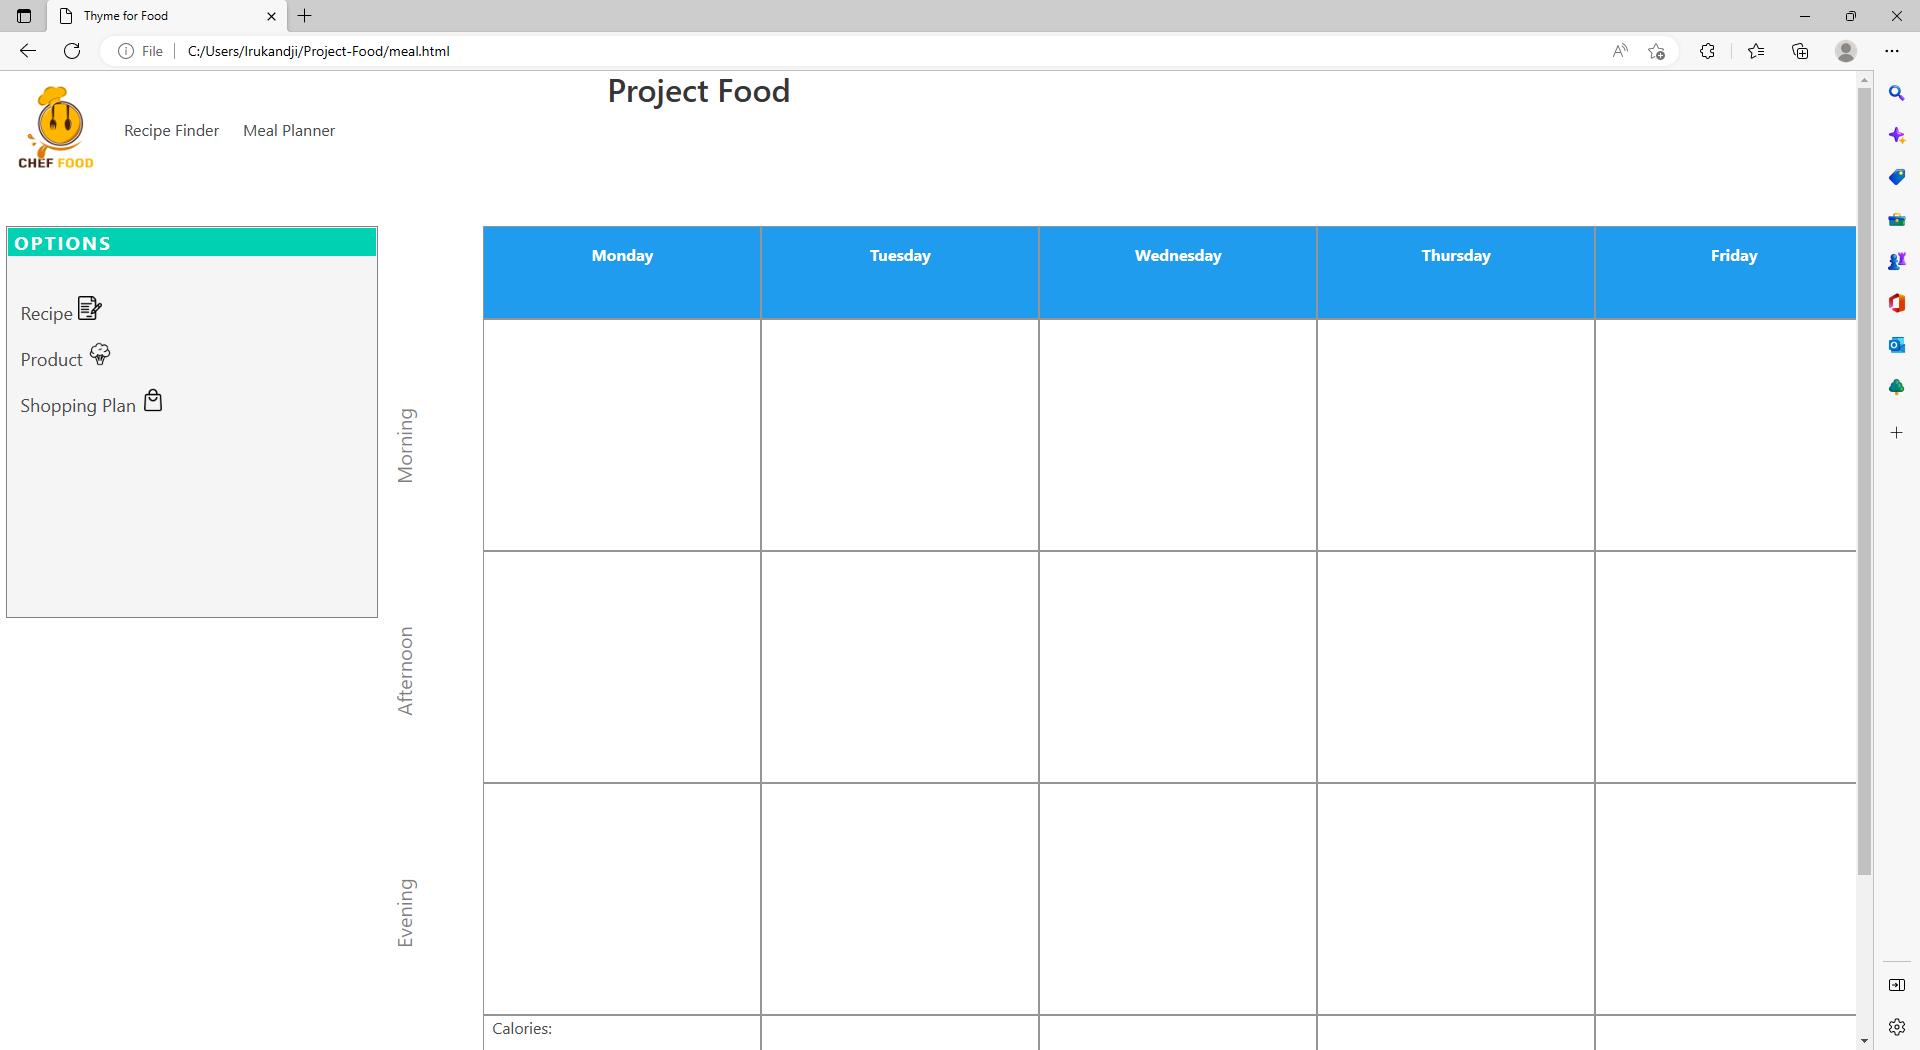 Thyme for Food
File
C:/Users/Irukandji/Project-Food/meal.html
Project Food
CHEF FOOD
Recipe Finder
Meal Planner
OPTIONS
Recipe
Product
Shopping Plan
Monday
Tuesday
Wednesday
Thursday
Friday
Morning
Afternoon
Evening
Calories: